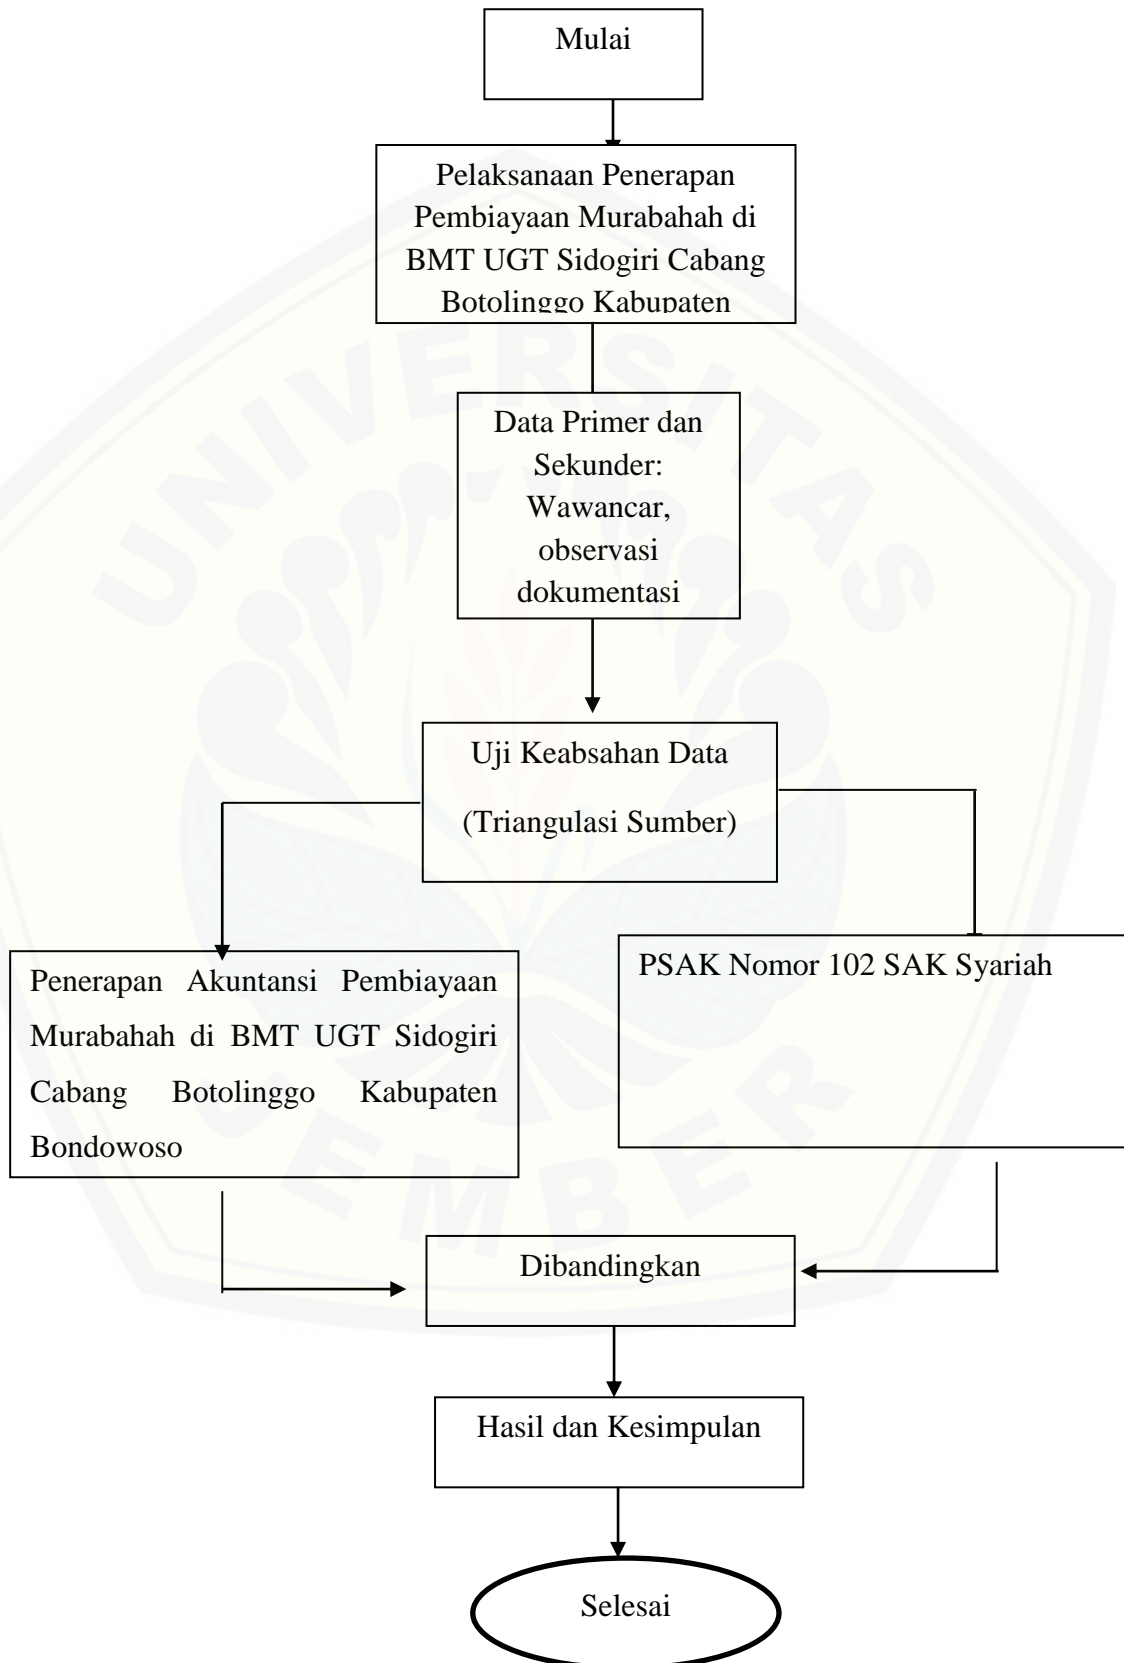 Mulai
Pelaksanaan Penerapan
Pembiayaan Murabahah di
BMT UGT Sidogiri Cabang
Botolinggo Kabupaten
Data Primer dan
Sekunder:
Wawancar,
observasi
dokumentasi
Uji Keabsahan Data
(Triangulasi Sumber)
Penerapan Akuntansi Pembiayaan
Murabahah di BMT UGT Sidogiri
Cabang Botolinggo Kabupaten
Bondowoso
PSAK Nomor 102 SAK Syariah
Dibandingkan
Hasil dan Kesimpulan
Selesai
UNIVERSITAS
JEMBER